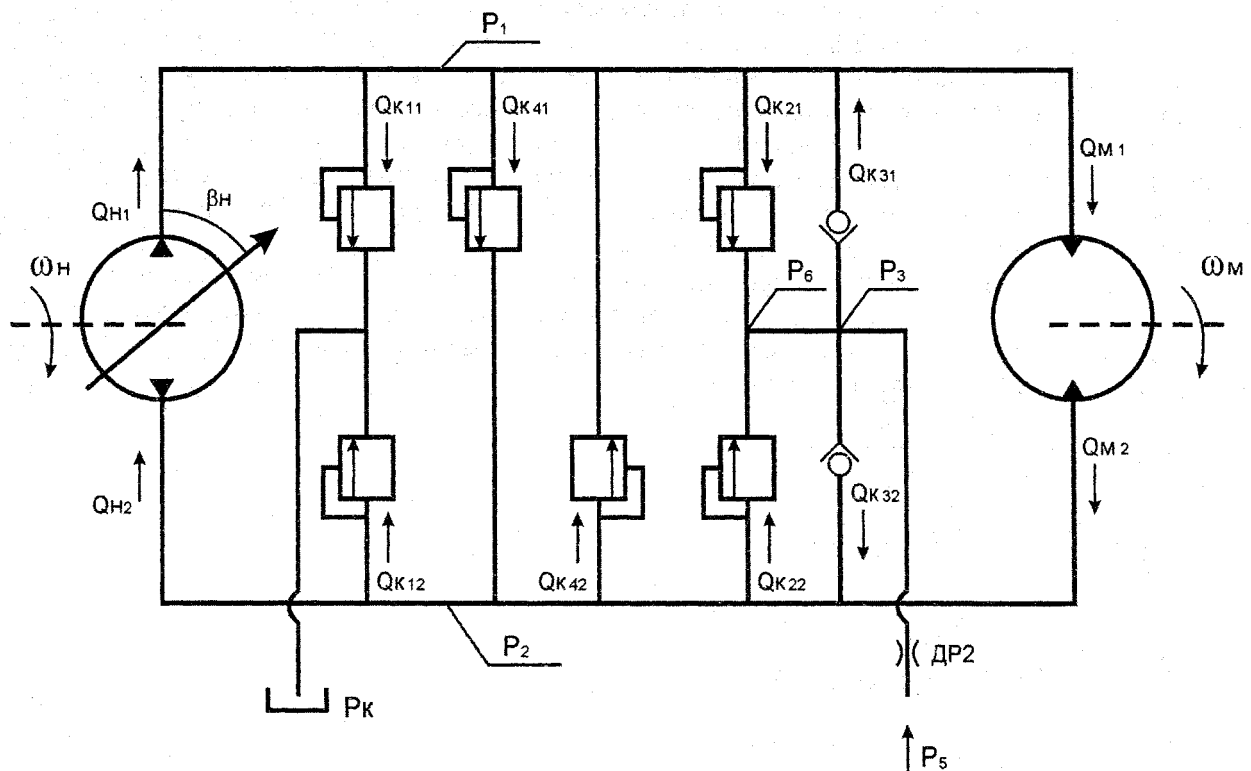 P₁
Qк₁₁
Qк₄₁
Qк₂₁
Qн₁
βн
Qк₃₁
Qм₁
ωн
P₆
P₃
ωм
Qн₂
Qк₁₂
Qк₄₂
Qк₂₂
Qк₃₂
Qм₂
P₂
ДР2
Pк
P₅